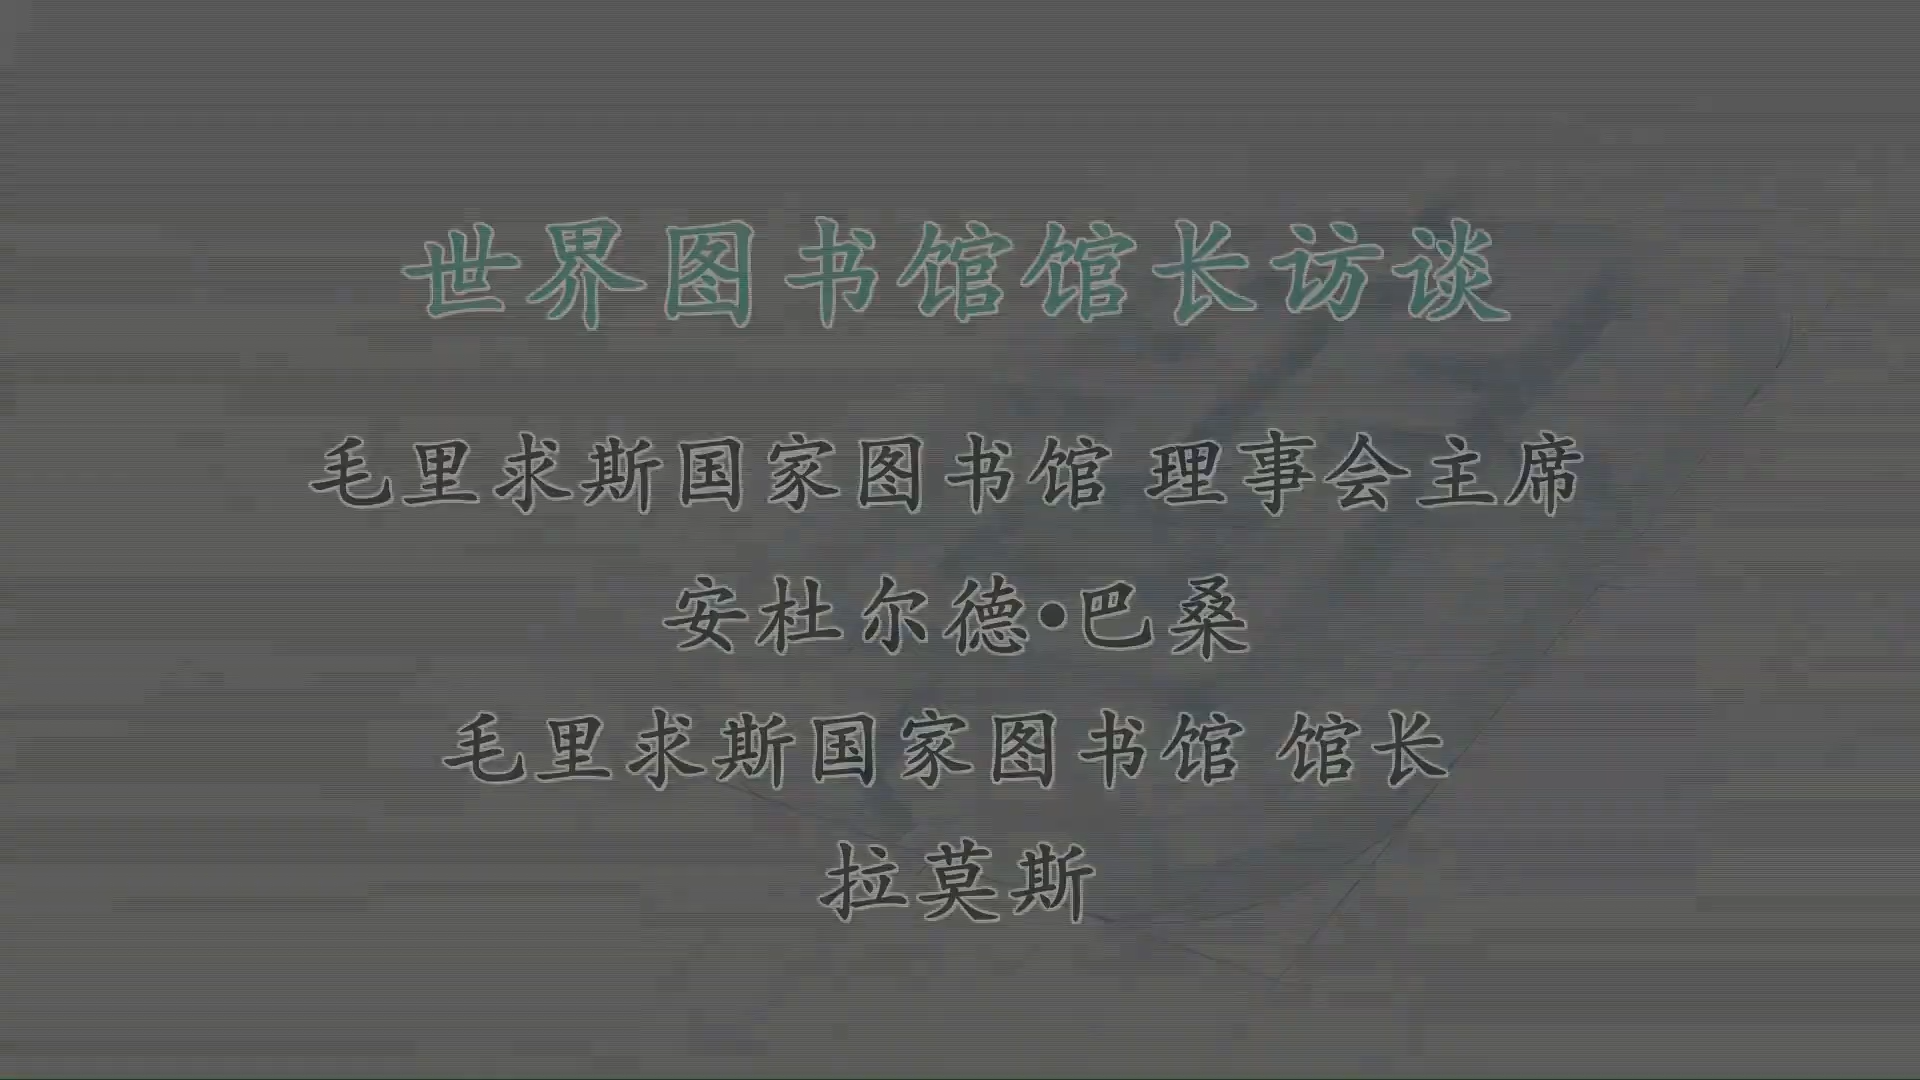 世界图书馆馆长访谈
毛里求斯国家图书馆 理事会主席
安杜尔德•巴桑
毛里求斯国家图书馆 馆长
拉莫斯